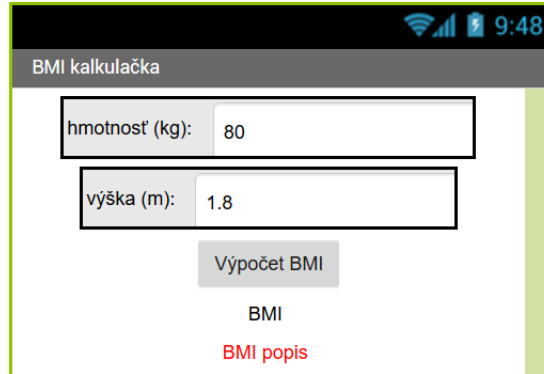 9:48
BMI kalkulačka
hmotnosť (kg): 80
výška (m): 1.8
Výpočet BMI
BMI
BMI popis